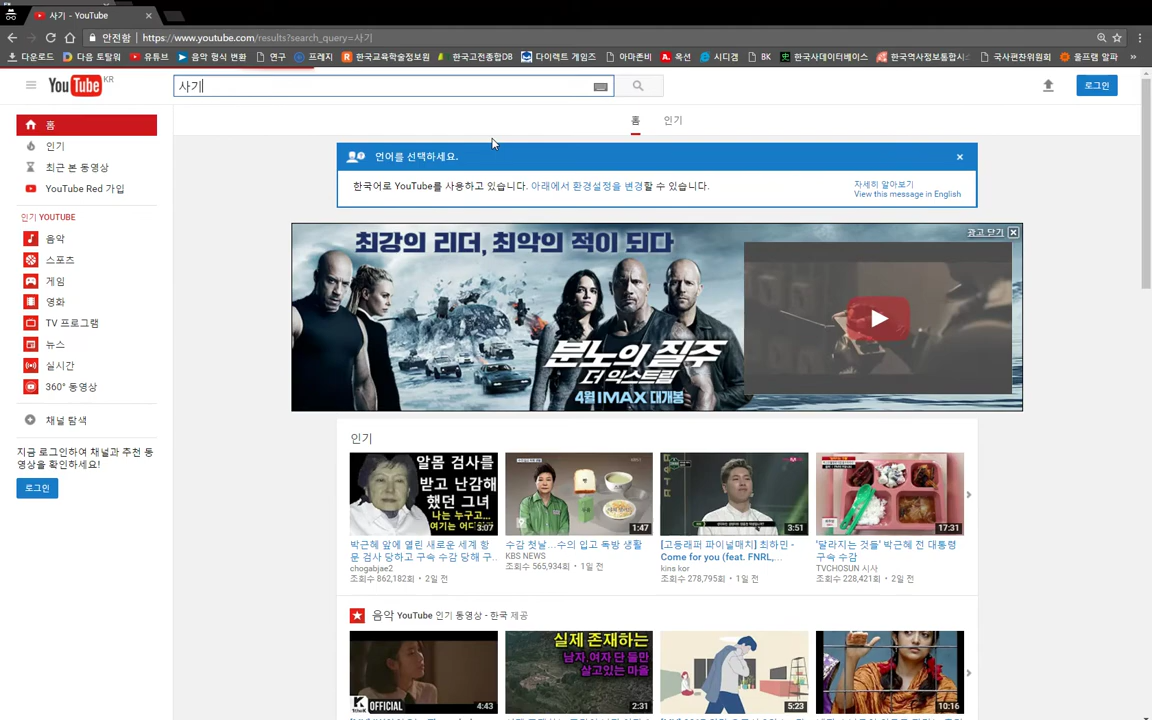 사기 - YouTube
안전함 | https://www.youtube.com/results?search_query=사기
다운로드 다음 토탈워 유튜브 음악 형식 변환 연구 프레지 한국교육학술정보원 한국고전종합DB 다이렉트 게임즈 아마존비 옥션 시디겜 BK 한국사데이터베이스 한국역사정보통합시 국사편찬위원회 울프램 알파 »
YouTube KR
사기
로그인
홈 인기
홈
인기
최근 본 동영상
YouTube Red 가입
인기 YOUTUBE
음악
스포츠
게임
영화
TV 프로그램
뉴스
실시간
360° 동영상
채널 탐색
지금 로그인하여 채널과 추천 동
영상을 확인하세요!
로그인
언어를 선택하세요.
한국어로 YouTube를 사용하고 있습니다. 아래에서 환경설정을 변경할 수 있습니다.
자세히 알아보기
View this message in English
최강의 리더, 최악의 적이 되다
광고 닫기
분노의 질주
더 익스트림
4월 IMAX 대개봉
인기
알몸 검사를
받고 난감해
했던 그녀
나는 누구고...
3:07
1:47
3:51
17:31
박근혜 앞에 열린 새로운 세계 항
문 검사 당하고 구속 수감 당해 구...
chogabjae2
조회수 862,182회 • 2일 전
수감 첫날...수의 입고 독방 생활
KBS NEWS
조회수 565,934회 • 1일 전
[고등래퍼 파이널매치] 최하민 -
Come for you (feat. FNRL,...
kins kor
조회수 278,795회 • 1일 전
'달라지는 것들' 박근혜 전 대통령
구속 수감
TVCHOSUN 시사
조회수 228,421회 • 2일 전
음악 YouTube 인기 동영상 - 한국 제공
OFFICIAL
4:43
실제 존재하는
남자, 여자 단 둘만
살고있는 마을
2:31
5:23
10:16